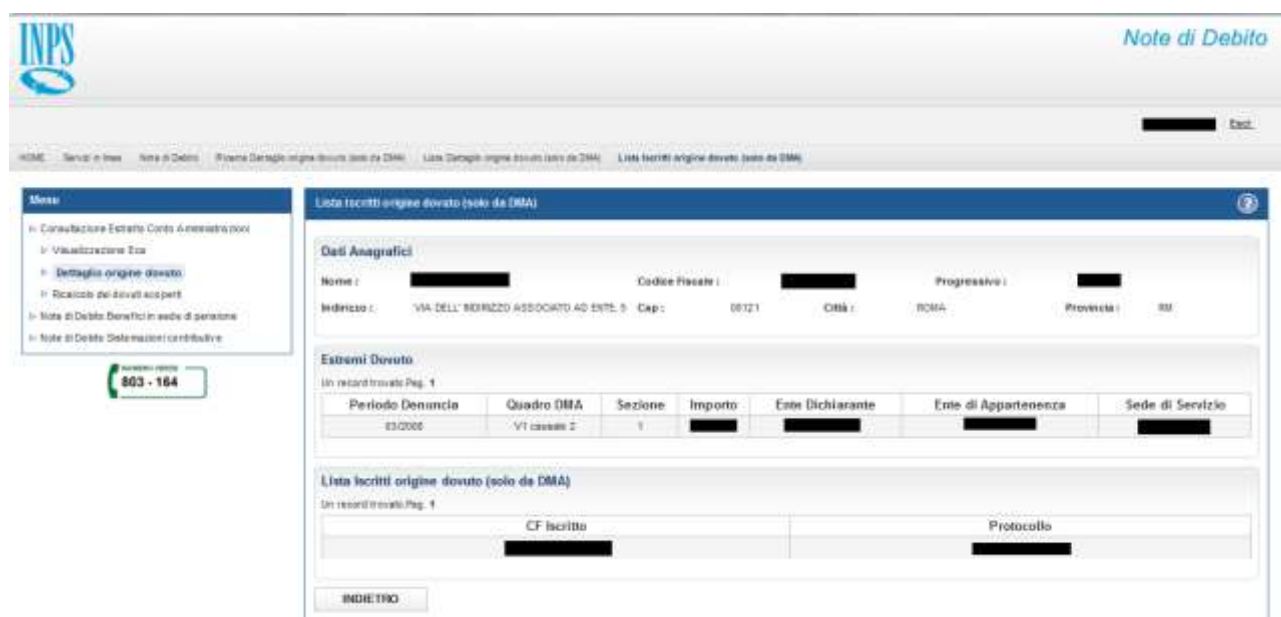 INPS
Note di Debito
Esci
HOME Servizi in linea Note di Debito Ricerca Dettaglio origine dovuto (solo da DMA) Lista Dettaglio origine dovuto (solo da DMA) Lista Iscritti origine dovuto (solo da DMA)
Menu
Consultazione Estratto Conto Amministrazioni
Visualizzazione Eca
Dettaglio origine dovuto
Ricalcolo dei dovuti scoperti
Note di Debito Benefici in sede di pensione
Note di Debito Sistemazioni contributive
NUMERO VERDE
803 - 164
Lista Iscritti origine dovuto (solo da DMA)
?
Dati Anagrafici
Nome : Codice Fiscale : Progressivo :
Indirizzo : VIA DELL' INDIRIZZO ASSOCIATO AD ENTE, 5 Cap : Città : ROMA Provincia : RM
Estremi Dovuto
Un record trovato.Pag. 1
Periodo Denuncia Quadro DMA Sezione Importo Ente Dichiarante Ente di Appartenenza Sede di Servizio
V1 causale 2 1
Lista Iscritti origine dovuto (solo da DMA)
Un record trovato.Pag. 1
CF Iscritto Protocollo
INDIETRO